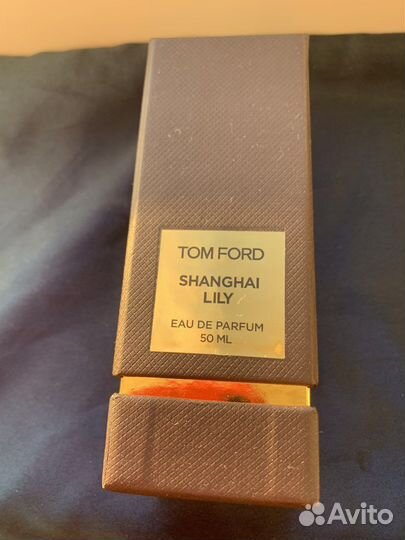 TOM FORD
SHANGHAI
LILY
EAU DE PARFUM
50 ML
Avito